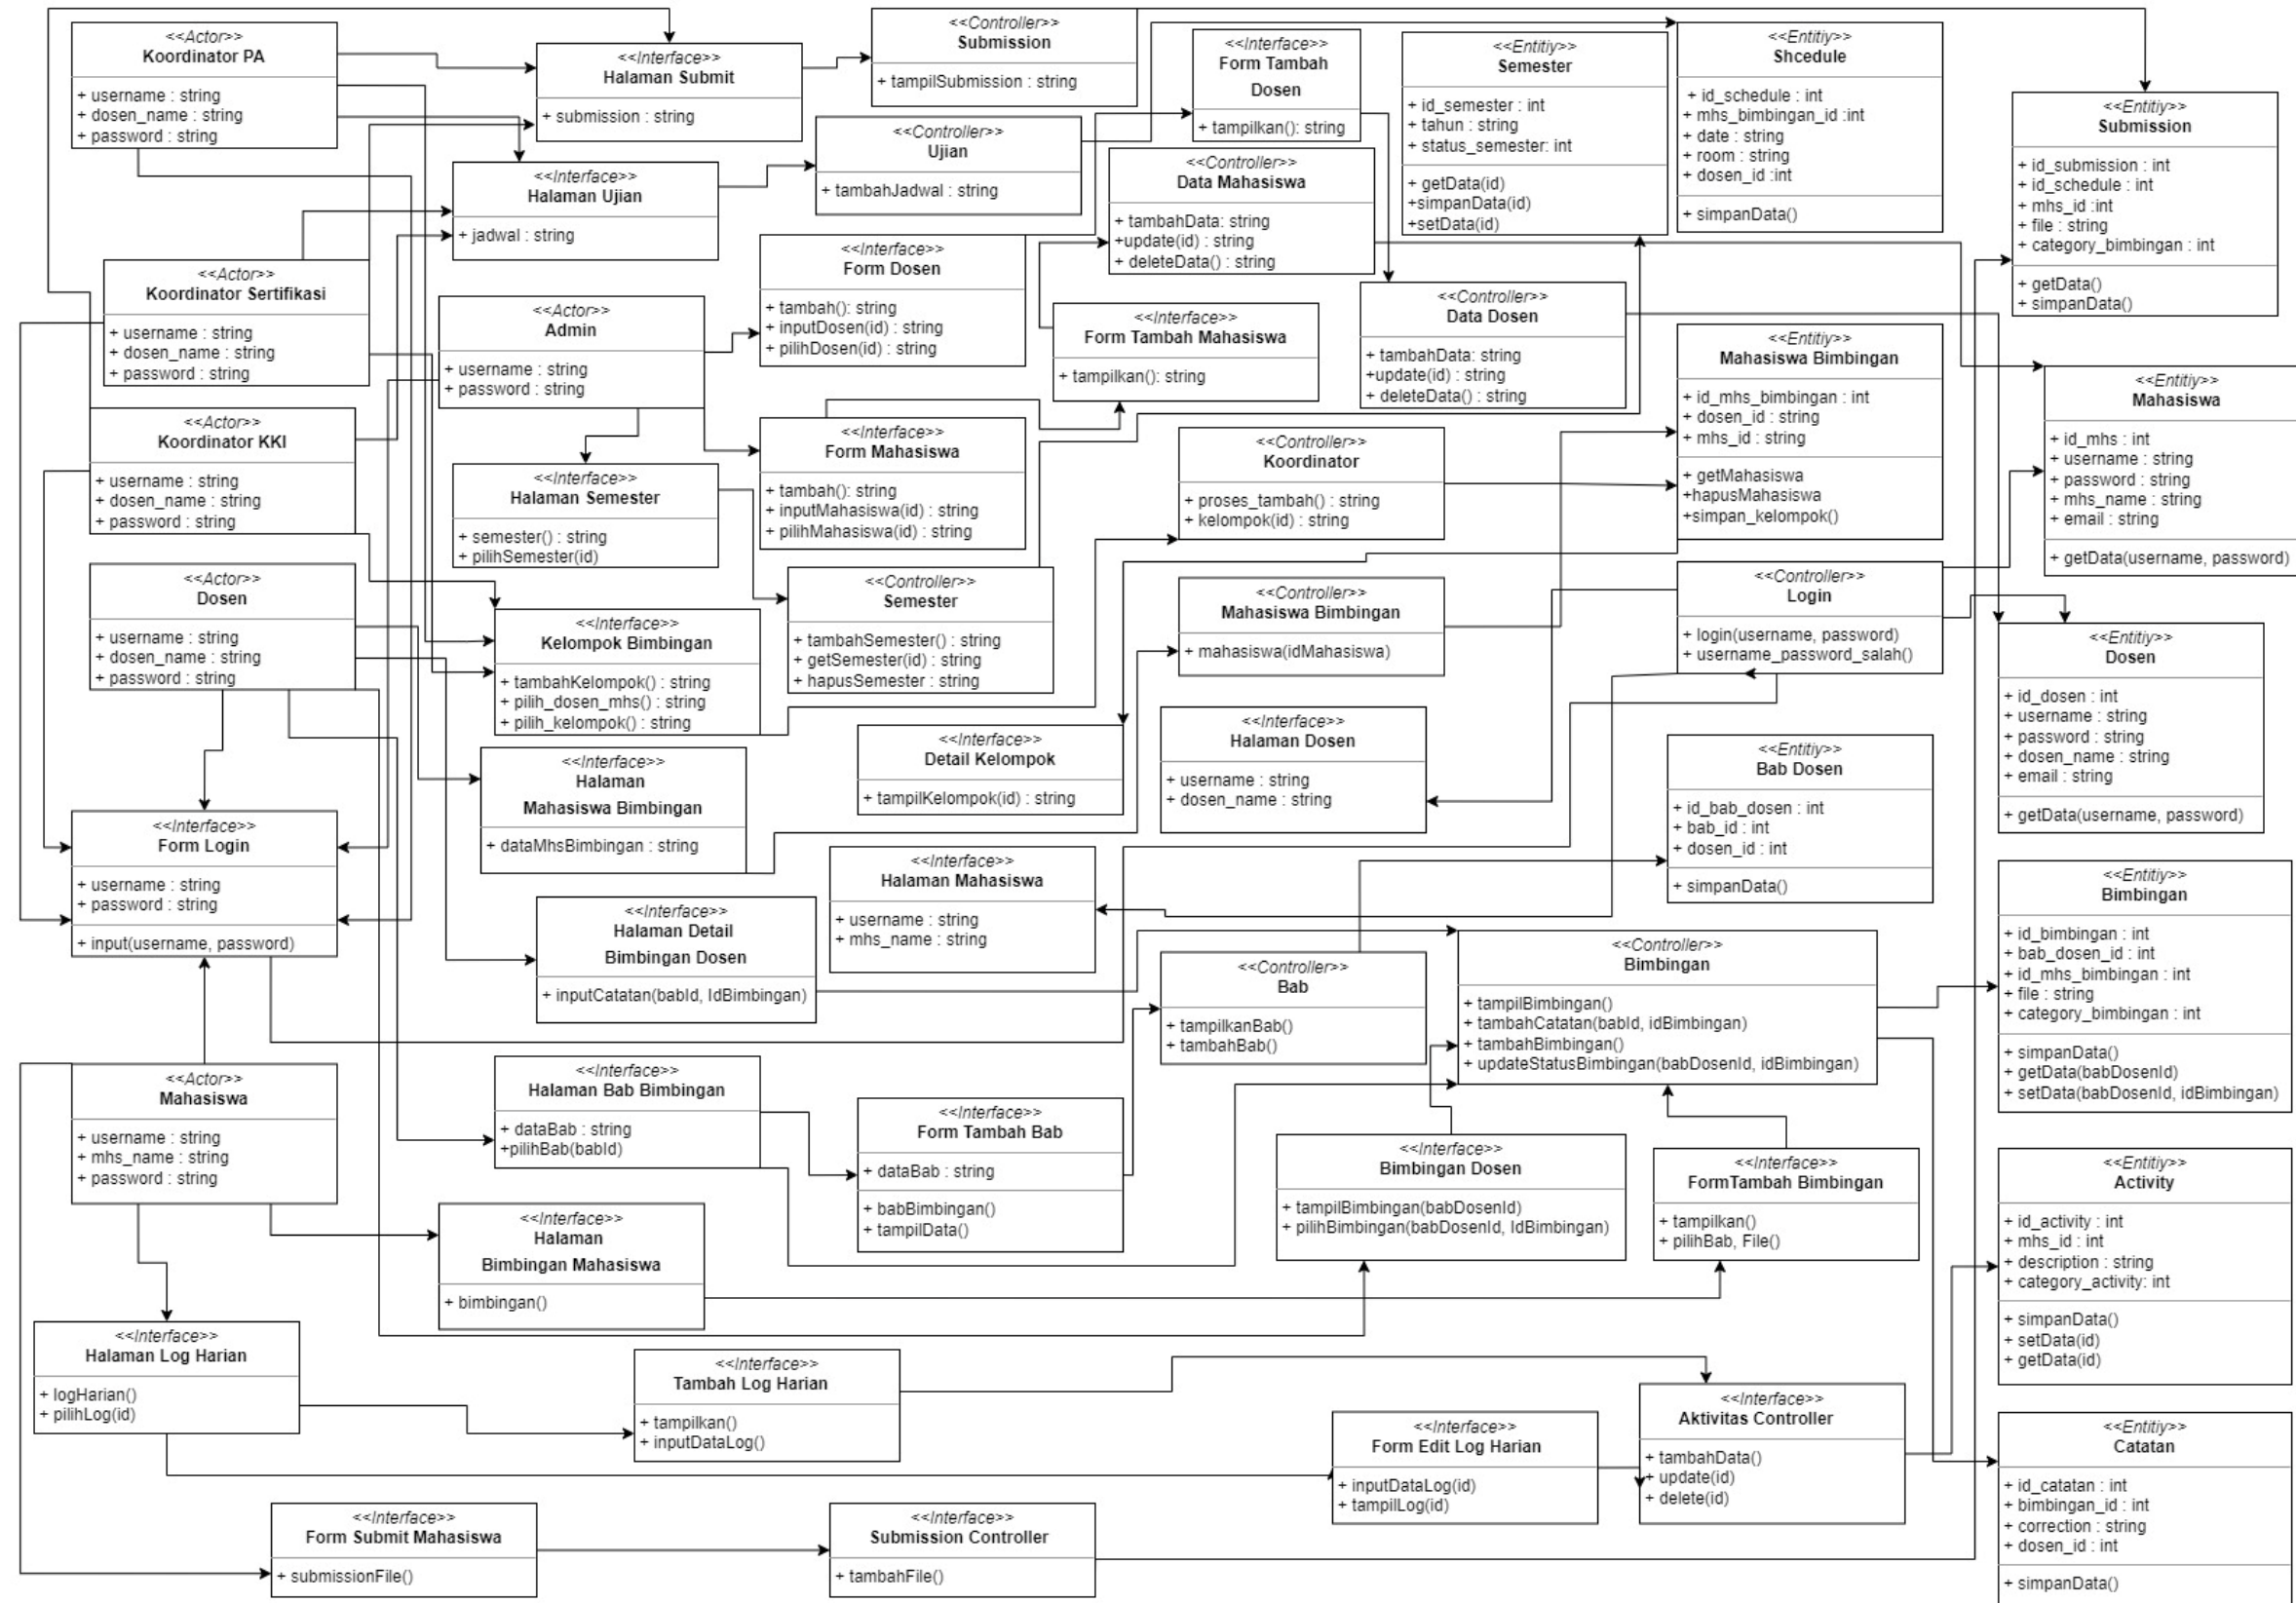 <<Actor>>
Koordinator PA
+ username : string
+ dosen_name : string
+ password : string
<<Interface>>
Halaman Submit
+ submission : string
<<Controller>>
Submission
+ tampilSubmission : string
<<Interface>>
Form Tambah
Dosen
+ tampilkan(): string
<<Entitiy>>
Semester
+ id_semester : int
+ tahun : string
+ status_semester: int
+ getData(id)
+simpanData(id)
+setData(id)
<<Entitiy>>
Shcedule
+ id_schedule : int
+ mhs_bimbingan_id :int
+ date : string
+ room : string
+ dosen_id :int
+ simpanData()
<<Entitiy>>
Submission
+ id_submission : int
+ id_schedule : int
+ mhs_id :int
+ file : string
+ category_bimbingan : int
+ getData()
+ simpanData()
<<Interface>>
Halaman Ujian
+ jadwal : string
<<Controller>>
Ujian
+ tambahJadwal : string
<<Controller>>
Data Mahasiswa
+ tambahData: string
+update(id) : string
+ deleteData() : string
<<Actor>>
Koordinator Sertifikasi
+ username : string
+ dosen_name : string
+ password : string
<<Actor>>
Admin
+ username : string
+ password : string
<<Interface>>
Form Dosen
+ tambah(): string
+ inputDosen(id) : string
+ pilihDosen(id) : string
<<Interface>>
Form Tambah Mahasiswa
+ tampilkan(): string
<<Controller>>
Data Dosen
+ tambahData: string
+update(id) : string
+ deleteData() : string
<<Entitiy>>
Mahasiswa Bimbingan
+ id_mhs_bimbingan : int
+ dosen_id : string
+ mhs_id : string
+ getMahasiswa
+hapusMahasiswa
+simpan_kelompok()
<<Entitiy>>
Mahasiswa
+ id_mhs : int
+ username : string
+ password : string
+ mhs_name : string
+ email : string
+ getData(username, password)
<<Actor>>
Koordinator KKI
+ username : string
+ dosen_name : string
+ password : string
<<Interface>>
Halaman Semester
+ semester() : string
+ pilihSemester(id)
<<Interface>>
Form Mahasiswa
+ tambah(): string
+ inputMahasiswa(id) : string
+ pilihMahasiswa(id) : string
<<Controller>>
Koordinator
+ proses_tambah() : string
+ kelompok(id) : string
<<Actor>>
Dosen
+ username : string
+ dosen_name : string
+ password : string
<<Interface>>
Kelompok Bimbingan
+ tambahKelompok() : string
+ pilih_dosen_mhs() : string
+ pilih_kelompok() : string
<<Controller>>
Semester
+ tambahSemester() : string
+ getSemester(id) : string
+ hapusSemester : string
<<Controller>>
Mahasiswa Bimbingan
+ mahasiswa(idMahasiswa)
<<Controller>>
Login
+ login(username, password)
+ username_password_salah()
<<Entitiy>>
Dosen
+ id_dosen : int
+ username : string
+ password : string
+ dosen_name : string
+ email : string
+ getData(username, password)
<<Interface>>
Halaman
Mahasiswa Bimbingan
+ dataMhsBimbingan : string
<<Interface>>
Detail Kelompok
+ tampilKelompok(id) : string
<<Interface>>
Halaman Dosen
+ username : string
+ dosen_name : string
<<Entitiy>>
Bab Dosen
+ id_bab_dosen : int
+ bab_id : int
+ dosen_id : int
+ simpanData()
<<Interface>>
Form Login
+ username : string
+ password : string
+ input(username, password)
<<Interface>>
Halaman Detail
Bimbingan Dosen
+ inputCatatan(babId, IdBimbingan)
<<Interface>>
Halaman Mahasiswa
+ username : string
+ mhs_name : string
<<Controller>>
Bab
+ tampilkanBab()
+ tambahBab()
<<Controller>>
Bimbingan
+ tampilBimbingan()
+ tambahCatatan(babId, idBimbingan)
+ tambahBimbingan()
+ updateStatusBimbingan(babDosenId, idBimbingan)
<<Entitiy>>
Bimbingan
+ id_bimbingan : int
+ bab_dosen_id : int
+ id_mhs_bimbingan : int
+ file : string
+ category_bimbingan : int
+ simpanData()
+ getData(babDosenId)
+ setData(babDosenId, idBimbingan)
<<Actor>>
Mahasiswa
+ username : string
+ mhs_name : string
+ password : string
<<Interface>>
Halaman Bab Bimbingan
+ dataBab : string
+pilihBab(babId)
<<Interface>>
Form Tambah Bab
+ dataBab : string
+ babBimbingan()
+ tampilData()
<<Interface>>
Bimbingan Dosen
+ tampilBimbingan(babDosenId)
+ pilihBimbingan(babDosenId, IdBimbingan)
<<Interface>>
FormTambah Bimbingan
+ tampilkan()
+ pilihBab, File()
<<Entitiy>>
Activity
+ id_activity : int
+ mhs_id : int
+ description : string
+ category_activity: int
+ simpanData()
+ setData(id)
+ getData(id)
<<Interface>>
Halaman
Bimbingan Mahasiswa
+ bimbingan()
<<Interface>>
Halaman Log Harian
+ logHarian()
+ pilihLog(id)
<<Interface>>
Tambah Log Harian
+ tampilkan()
+ inputDataLog()
<<Interface>>
Form Edit Log Harian
+ inputDataLog(id)
+ tampilLog(id)
<<Interface>>
Aktivitas Controller
+ tambahData()
+ update(id)
+ delete(id)
<<Entitiy>>
Catatan
+ id_catatan : int
+ bimbingan_id : int
+ correction : string
+ dosen_id : int
+ simpanData()
<<Interface>>
Form Submit Mahasiswa
+ submissionFile()
<<Interface>>
Submission Controller
+ tambahFile()